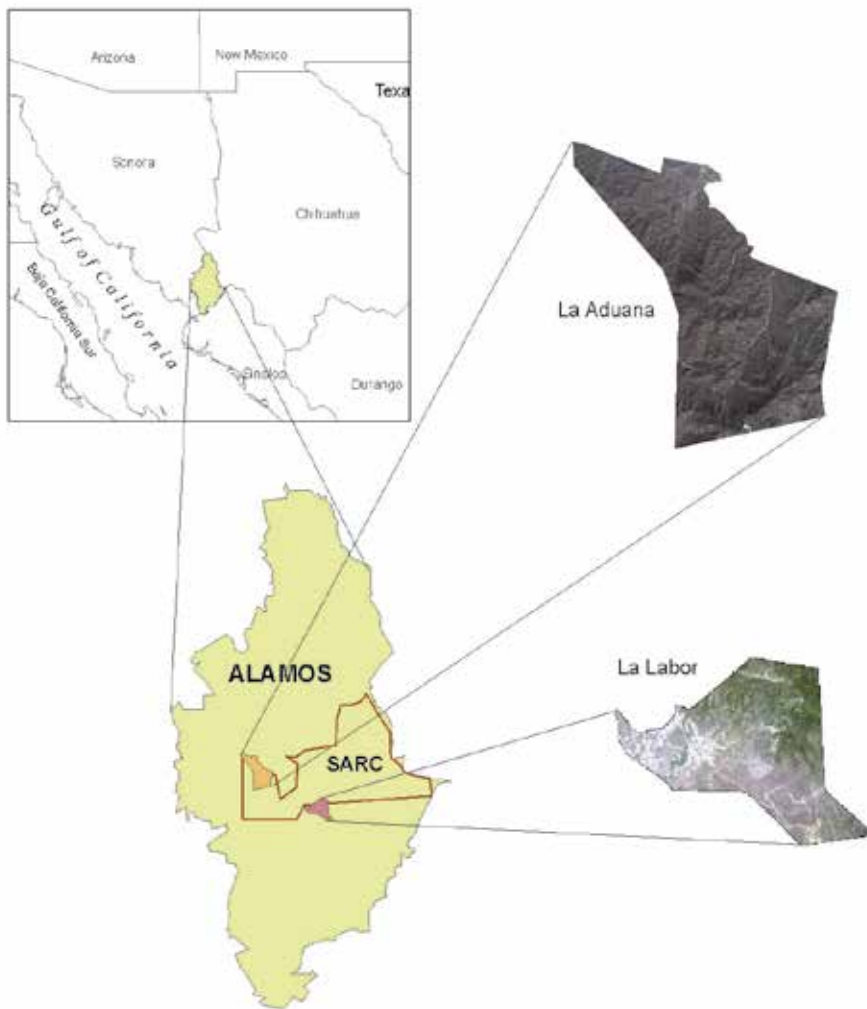 Arizona
New Mexico
Texa
Sonora
Chihuahua
Gulf of California
Baja California Sur
Sinaloa
Durango
La Aduana
La Labor
ALAMOS
SARC